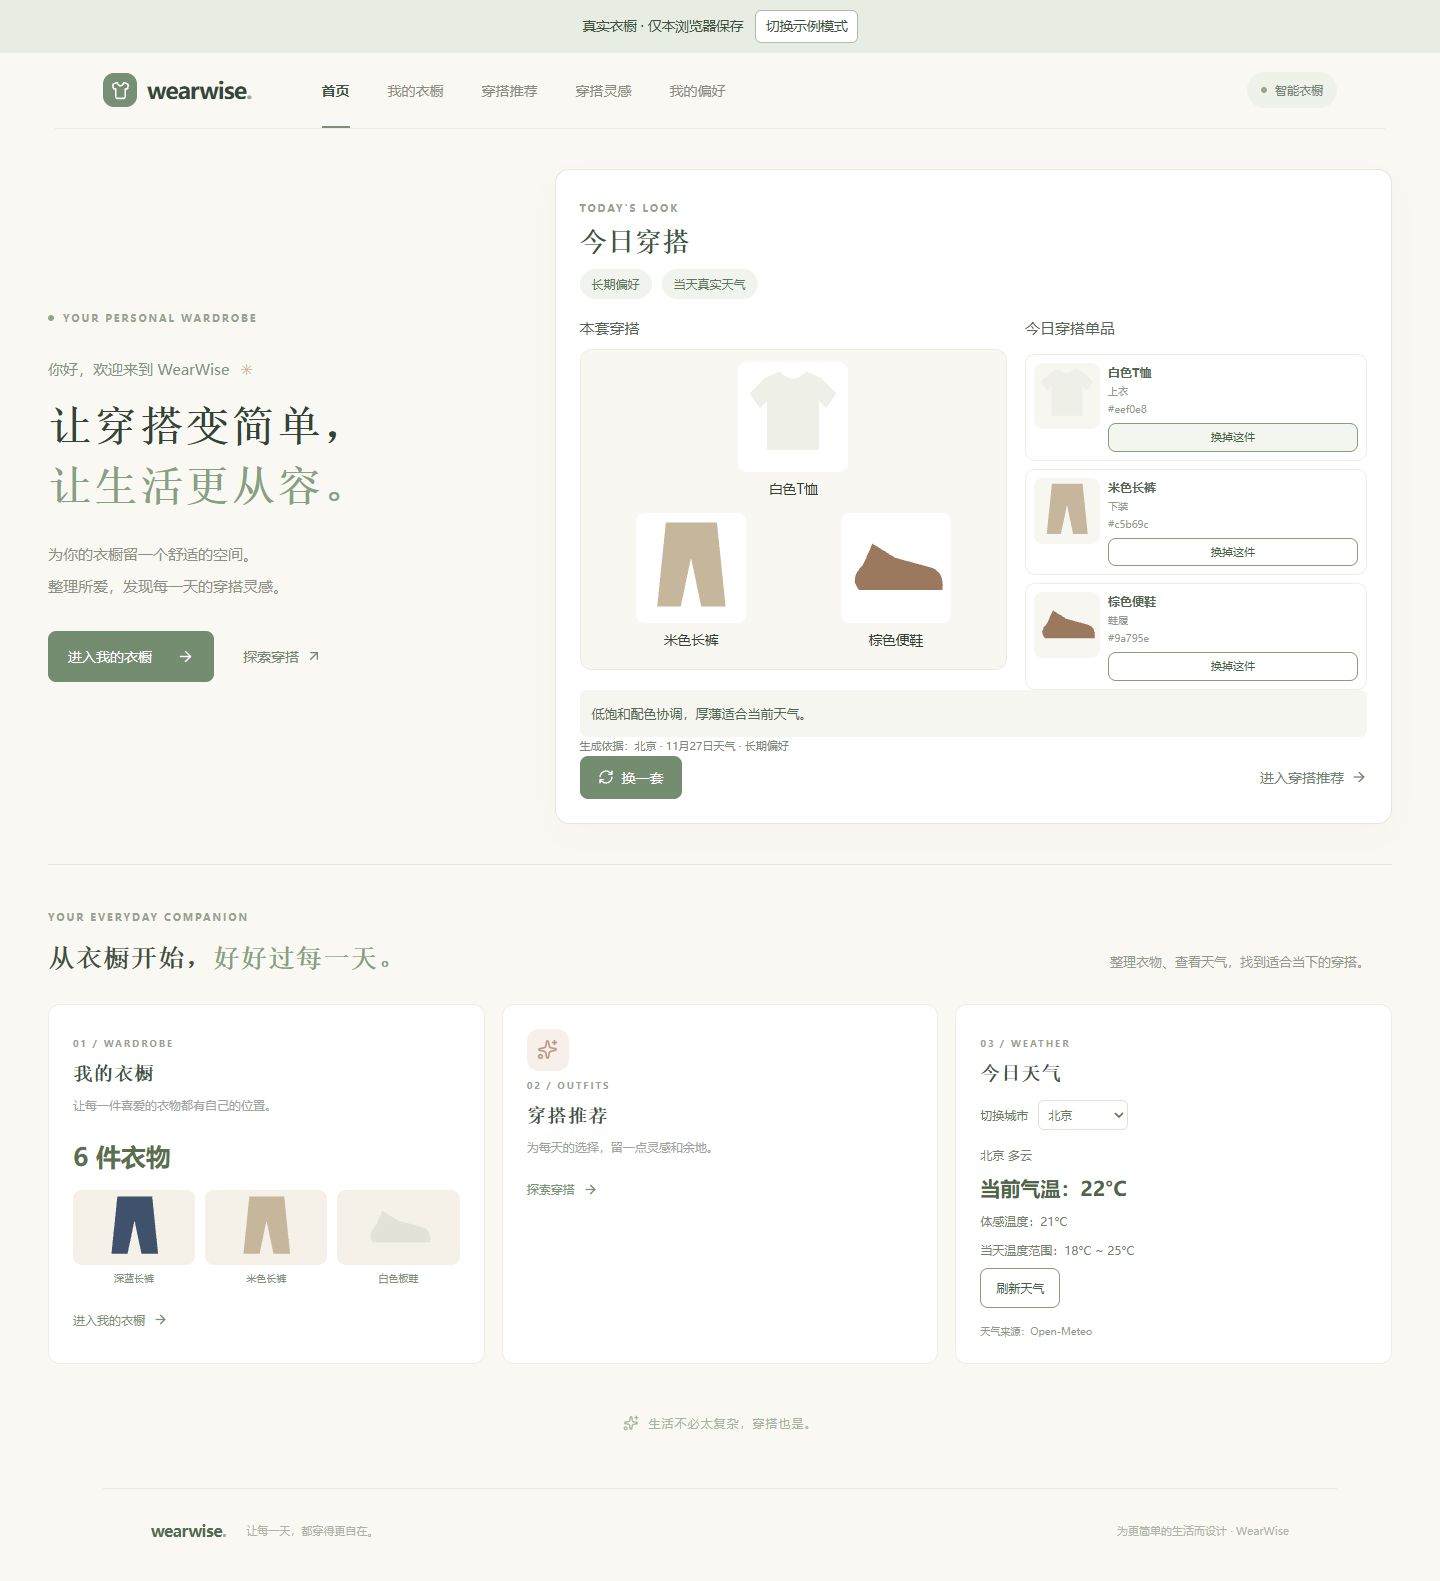 真实衣橱 · 仅本浏览器保存 切换示例模式
wearwise. 首页 我的衣橱 穿搭推荐 穿搭灵感 我的偏好 智能衣橱
YOUR PERSONAL WARDROBE
你好，欢迎来到 WearWise
让穿搭变简单，
让生活更从容。
为你的衣橱留一个舒适的空间。
整理所爱，发现每一天的穿搭灵感。
进入我的衣橱 探索穿搭
TODAY'S LOOK
今日穿搭
长期偏好 当天真实天气
本套穿搭
白色T恤
米色长裤 棕色便鞋
今日穿搭单品
白色T恤
上衣
#eef0e8
换掉这件
米色长裤
下装
#c5b69c
换掉这件
棕色便鞋
鞋履
#9a795e
换掉这件
低饱和配色协调，厚薄适合当前天气。
生成依据：北京 · 11月27日天气 · 长期偏好
换一套 进入穿搭推荐
YOUR EVERYDAY COMPANION
从衣橱开始，好好过每一天。
整理衣物、查看天气，找到适合当下的穿搭。
01 / WARDROBE
我的衣橱
让每一件喜爱的衣物都有自己的位置。
6 件衣物
深蓝长裤 米色长裤 白色板鞋
进入我的衣橱
02 / OUTFITS
穿搭推荐
为每天的选择，留一点灵感和余地。
探索穿搭
03 / WEATHER
今日天气
切换城市 北京
北京 多云
当前气温：22°C
体感温度：21°C
当天温度范围：18°C ~ 25°C
刷新天气
天气来源：Open-Meteo
生活不必太复杂，穿搭也是。
wearwise. 让每一天，都穿得更自在。
为更简单的生活而设计 · WearWise